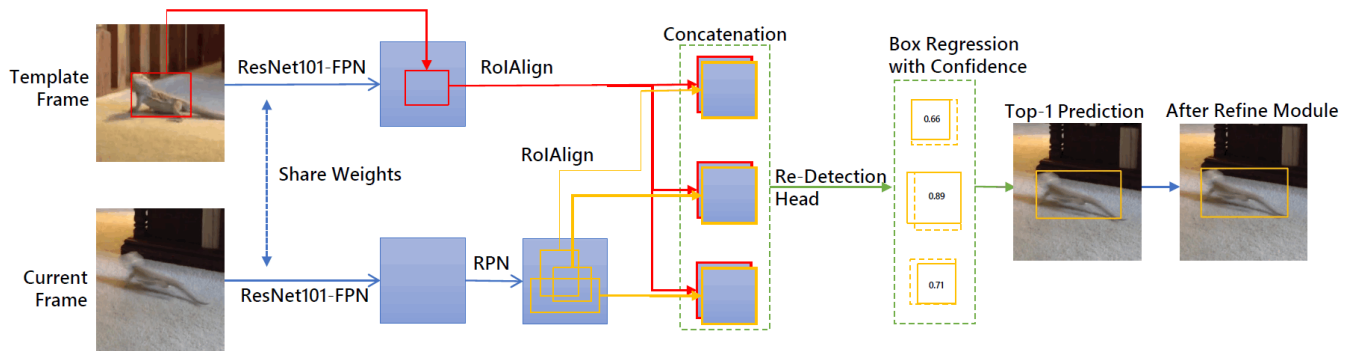 Template
Frame
ResNet101-FPN
RoIAlign
Concatenation
Box Regression
with Confidence
0.66
Top-1 Prediction
After Refine Module
RoIAlign
Share Weights
Re-Detection
Head
0.89
Current
Frame
ResNet101-FPN
RPN
0.71